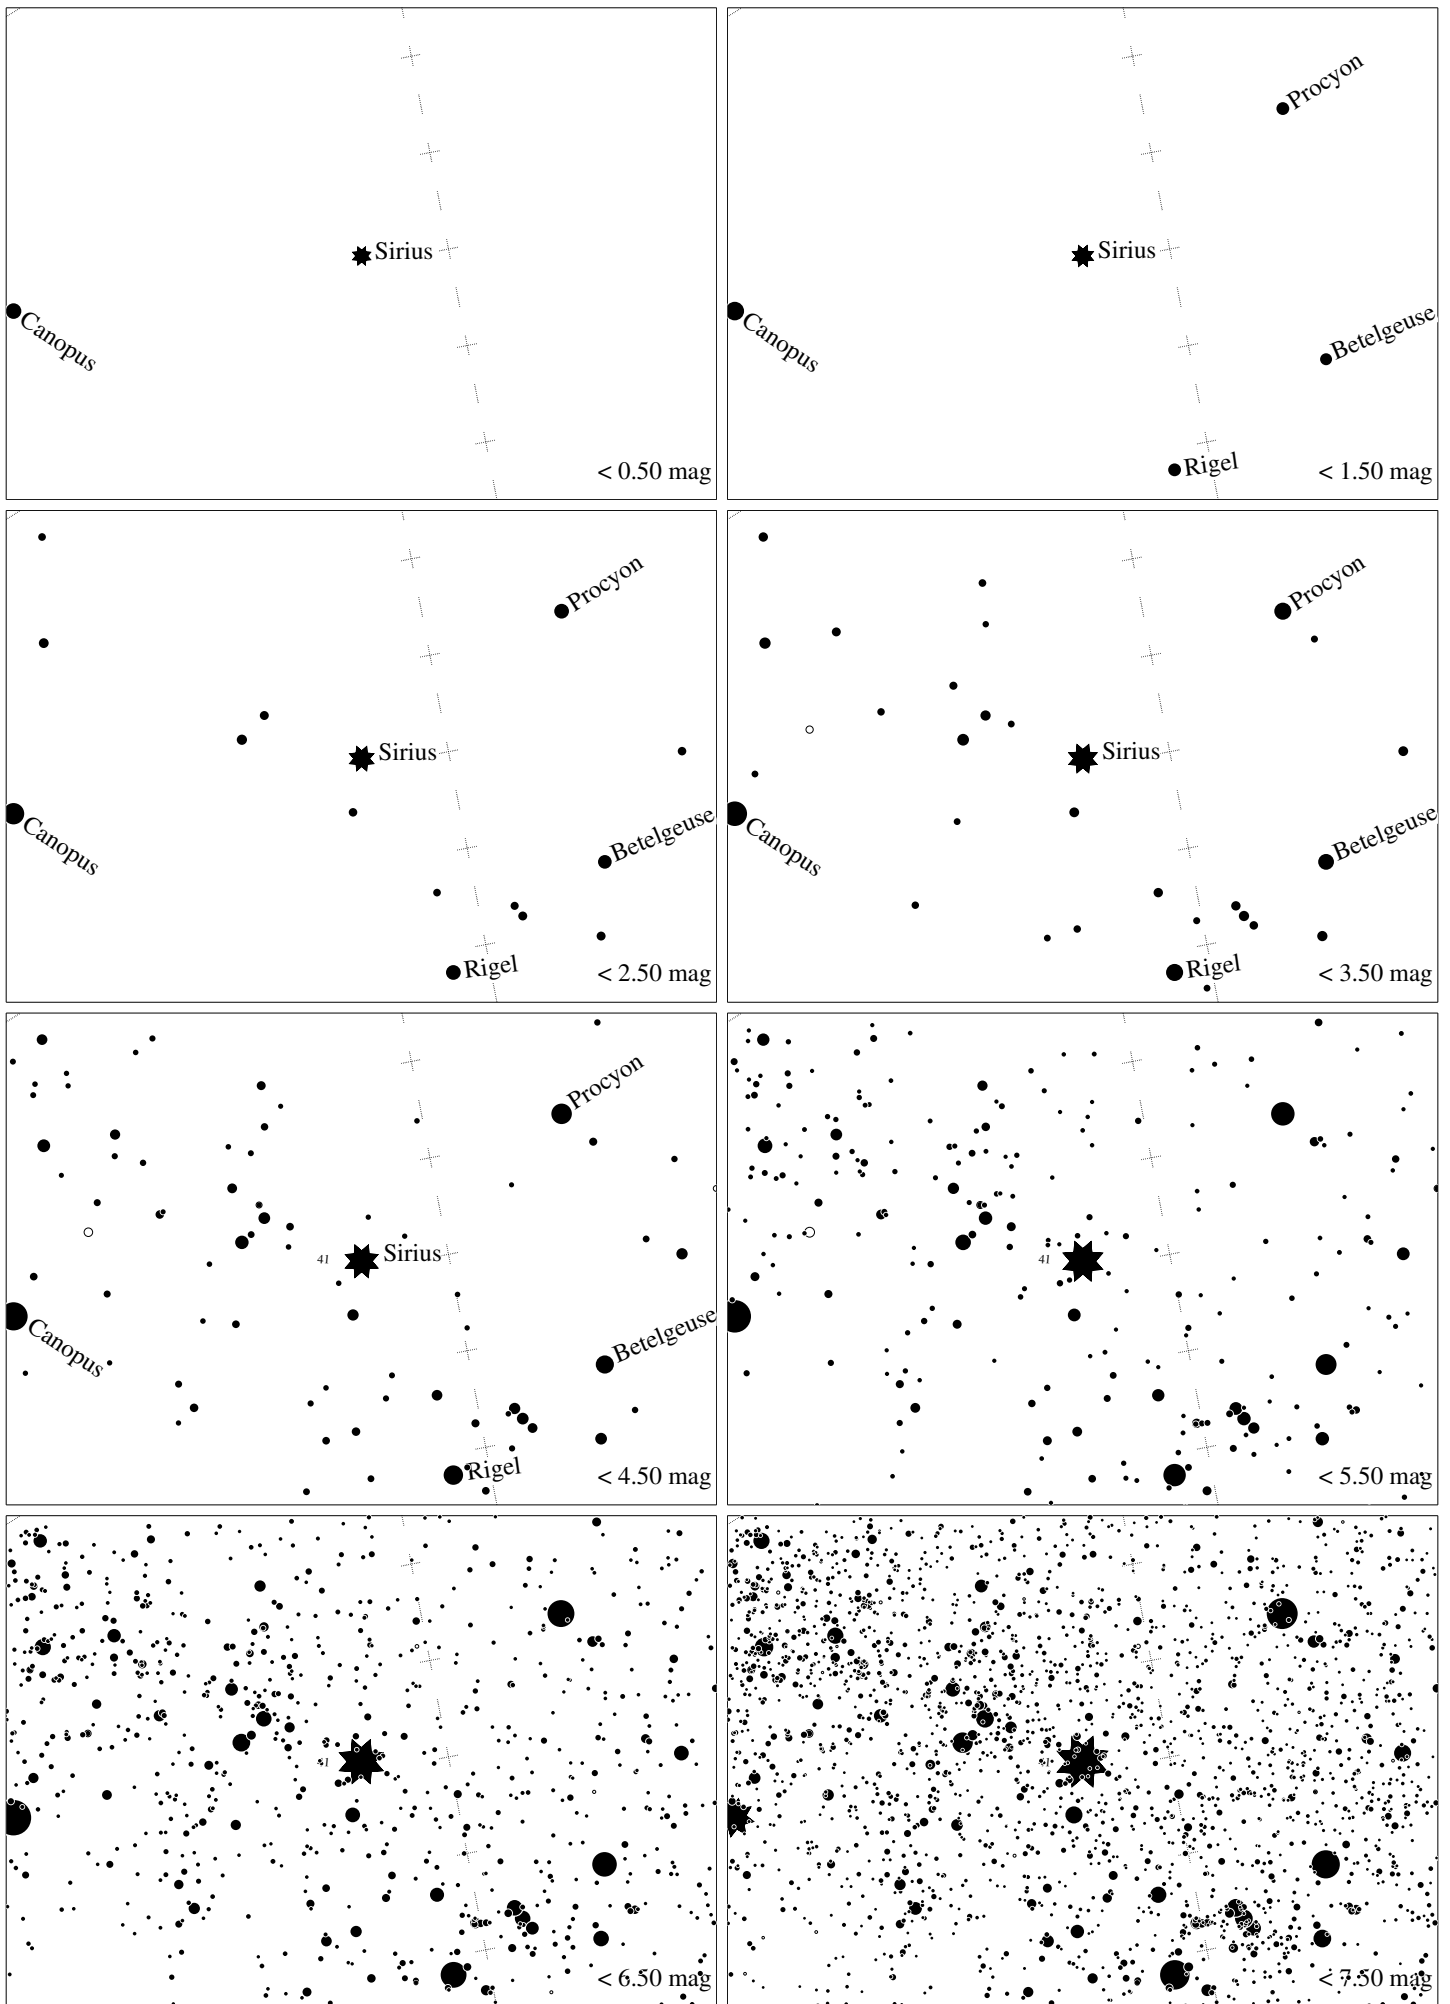 Sirius
Canopus
< 0.50 mag
Procyon
Sirius
Canopus
Betelgeuse
Rigel
< 1.50 mag
Procyon
Sirius
Canopus
Betelgeuse
Rigel
< 2.50 mag
Procyon
Sirius
Canopus
Betelgeuse
Rigel
< 3.50 mag
Procyon
41
Sirius
Canopus
Betelgeuse
Rigel
< 4.50 mag
41
< 5.50 mag
41
< 6.50 mag
41
< 7.50 mag